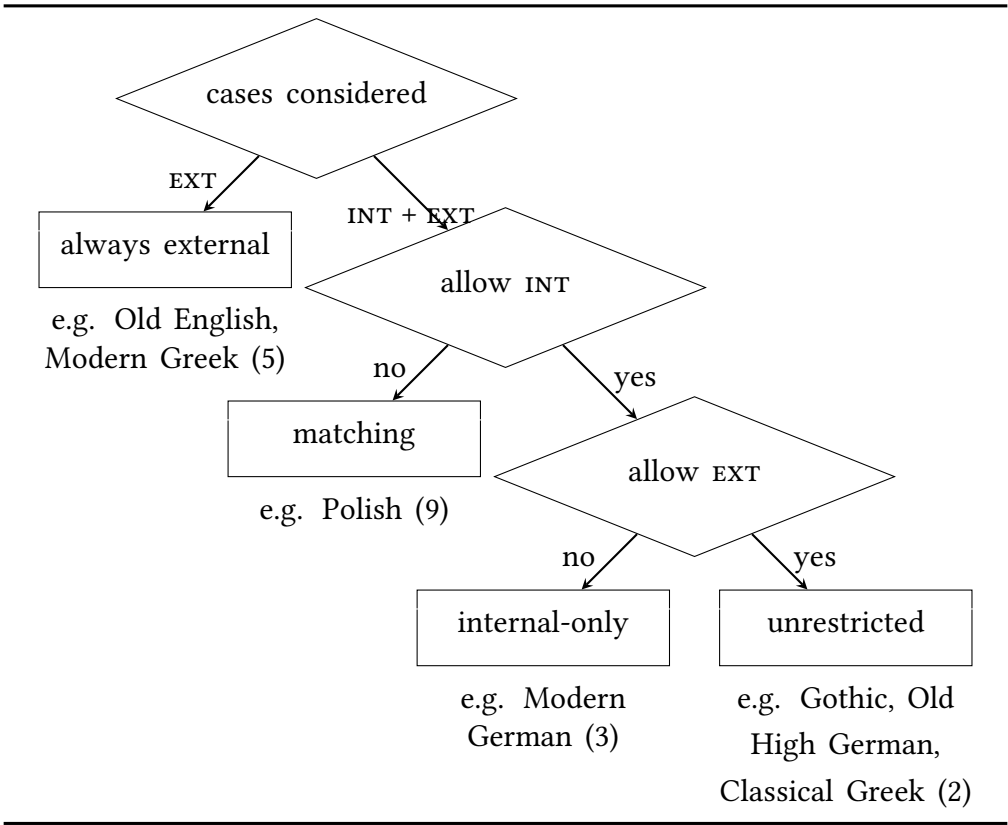 cases considered
EXT
INT + EXT
always external
allow INT
e.g. Old English,
Modern Greek (5)
no
yes
matching
allow EXT
e.g. Polish (9)
no
yes
internal-only
unrestricted
e.g. Modern
German (3)
e.g. Gothic, Old
High German,
Classical Greek (2)